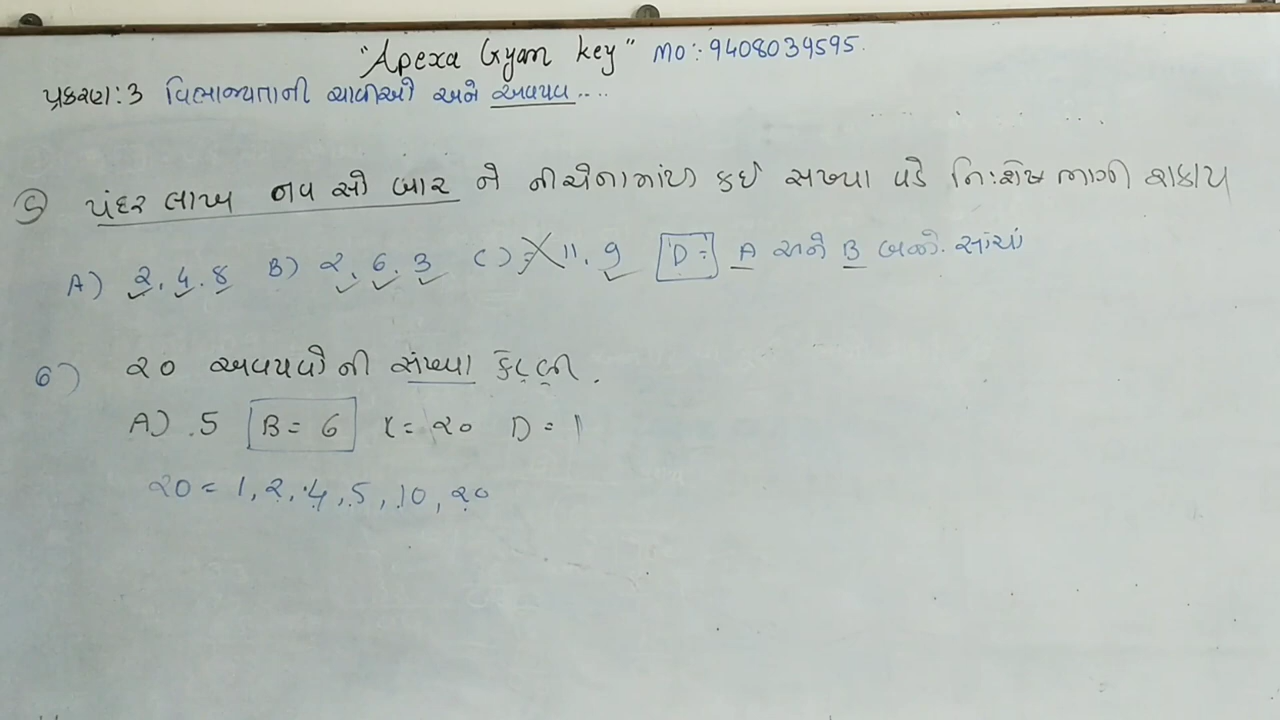 "Apexa Gyan key" Mo:-9408039595.
પ્રકરણ:3 વિભાજ્યતાની ચાવીઓ અને અવયવ....
5) પંદર લાખ નવ સો બાર ને નીચેનામાંથી કઈ સંખ્યા વડે નિ:શેષ ભાગી શકાય
A) 2, 4, 8 B) 2, 6, 3 C) 11, 9 D= A અને B બન્ને સાચાં
6) 20 અવયવોની સંખ્યા કેટલી.
A) 5 B= 6 C= 20 D= 1
20= 1, 2, 4, 5, 10, 20